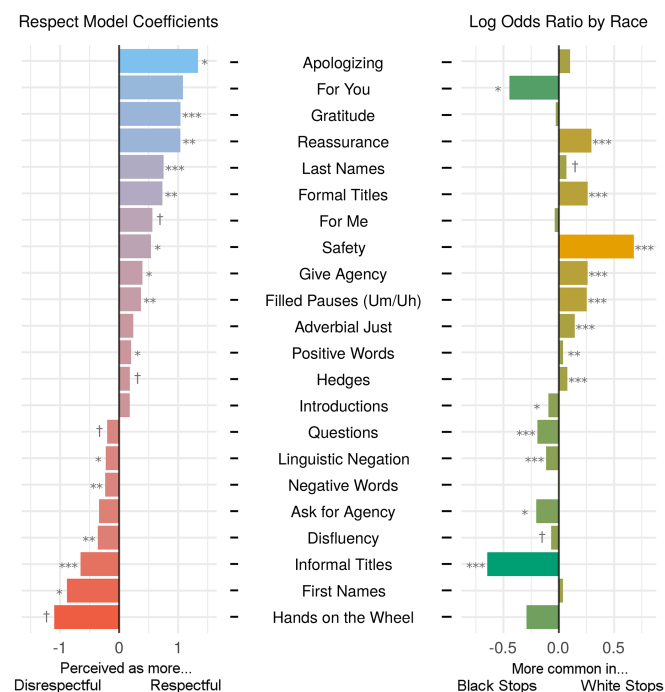 Respect Model Coefficients
Log Odds Ratio by Race
Apologizing *
For You *
Gratitude ***
Reassurance ** ***
Last Names *** †
Formal Titles ** ***
For Me †
Safety * ***
Give Agency * ***
Filled Pauses (Um/Uh) ** ***
Adverbial Just ***
Positive Words * **
Hedges † ***
Introductions *
† Questions ***
* Linguistic Negation ***
** Negative Words
Ask for Agency *
** Disfluency †
*** Informal Titles ***
* First Names
† Hands on the Wheel
-1 0 1
-0.5 0.0 0.5
Perceived as more...
More common in...
Disrespectful Respectful
Black Stops White Stops